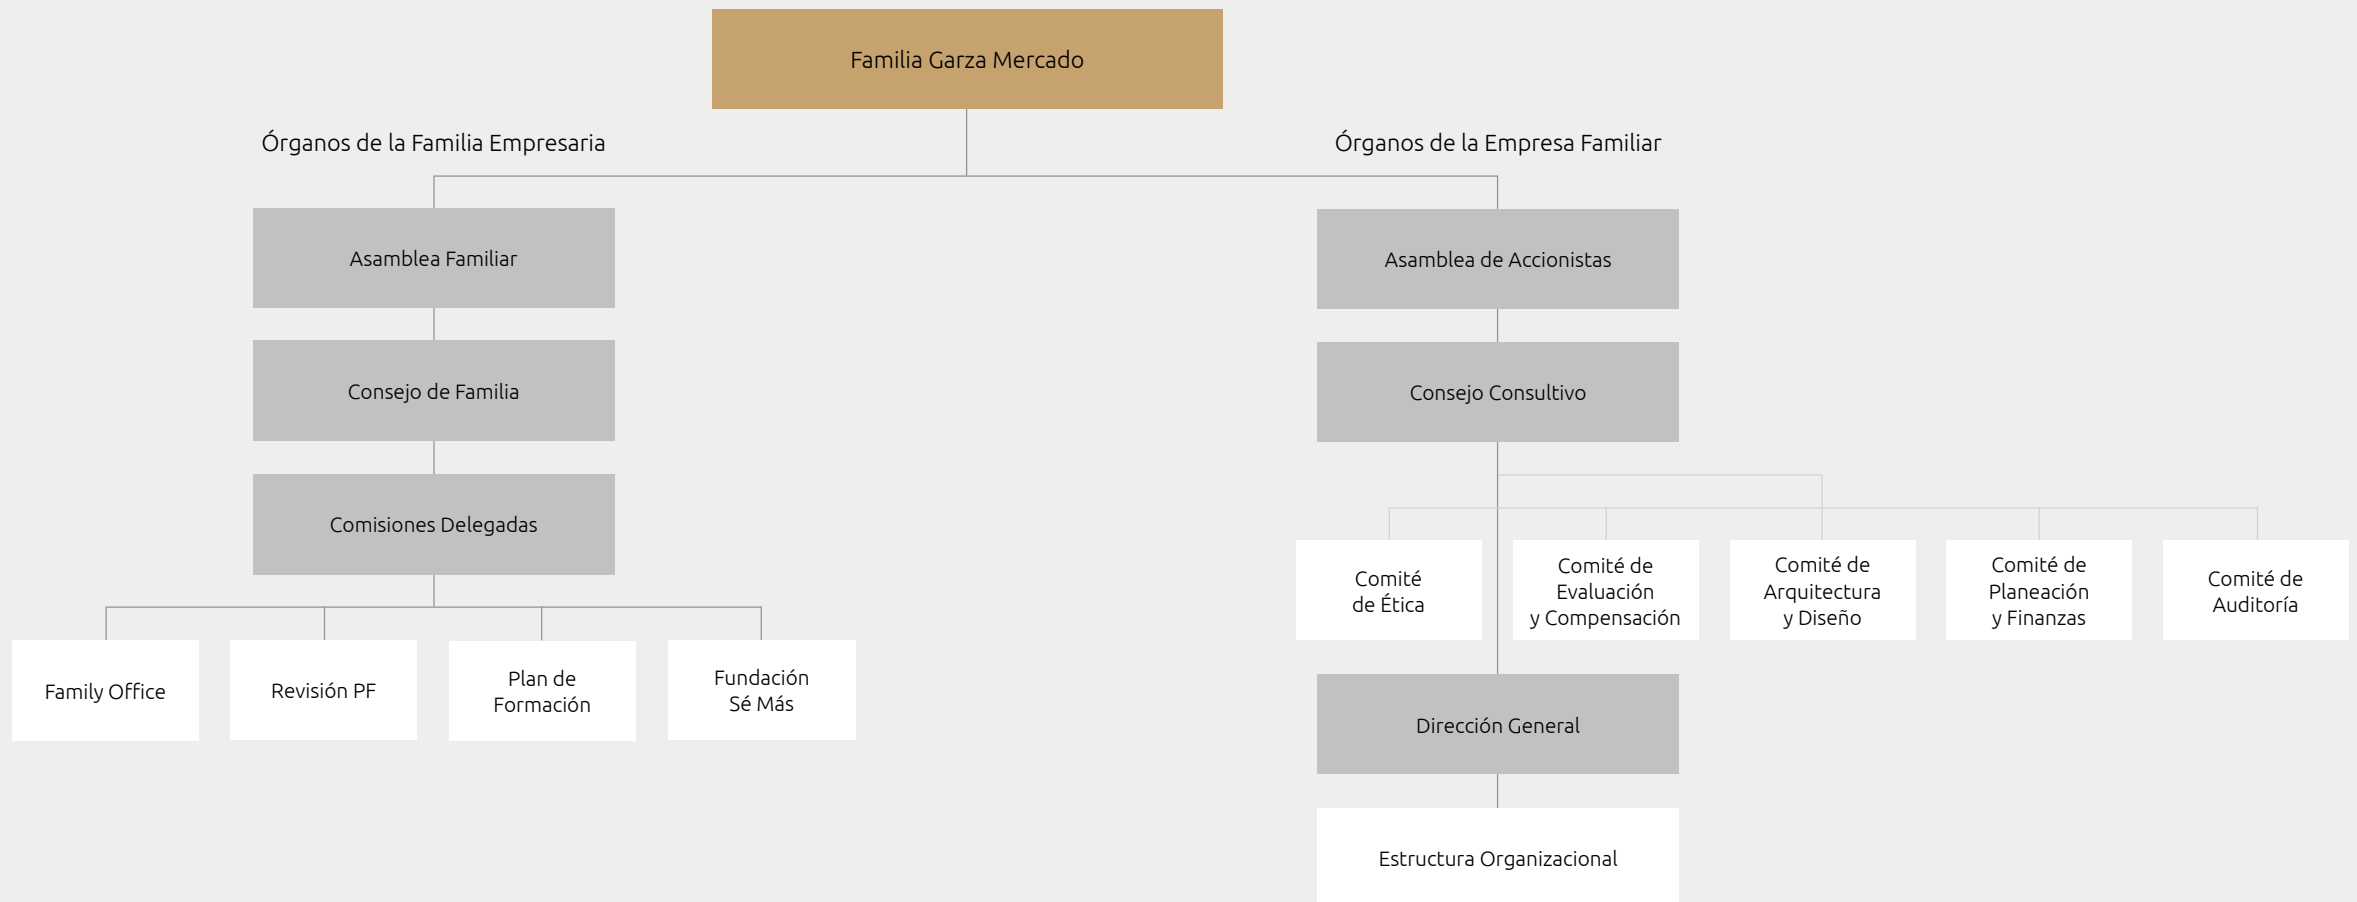 Familia Garza Mercado
Órganos de la Familia Empresaria
Asamblea Familiar
Consejo de Familia
Comisiones Delegadas
Family Office
Revisión PF
Plan de
Formación
Fundación
Sé Más
Órganos de la Empresa Familiar
Asamblea de Accionistas
Consejo Consultivo
Comité
de Ética
Comité de
Evaluación
y Compensación
Comité de
Arquitectura
y Diseño
Comité de
Planeación
y Finanzas
Comité de
Auditoría
Dirección General
Estructura Organizacional